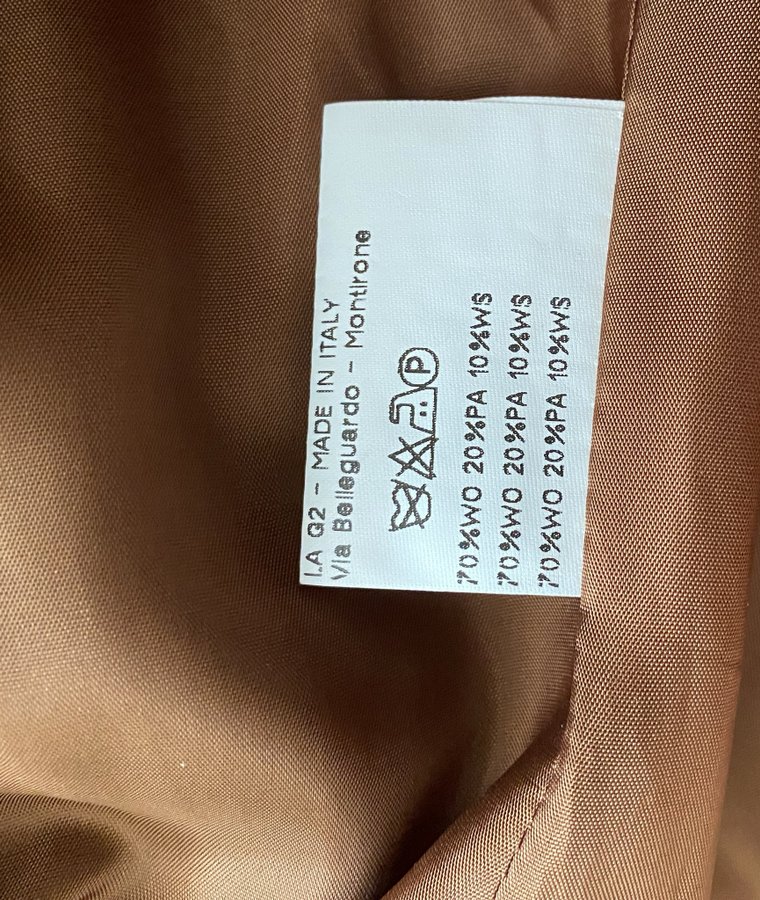 LA G2 - MADE IN ITALY
Via Belleguardo - Montirone
P
70%WO 20%PA 10%WS
70%WO 20%PA 10%WS
70%WO 20%PA 10%WS